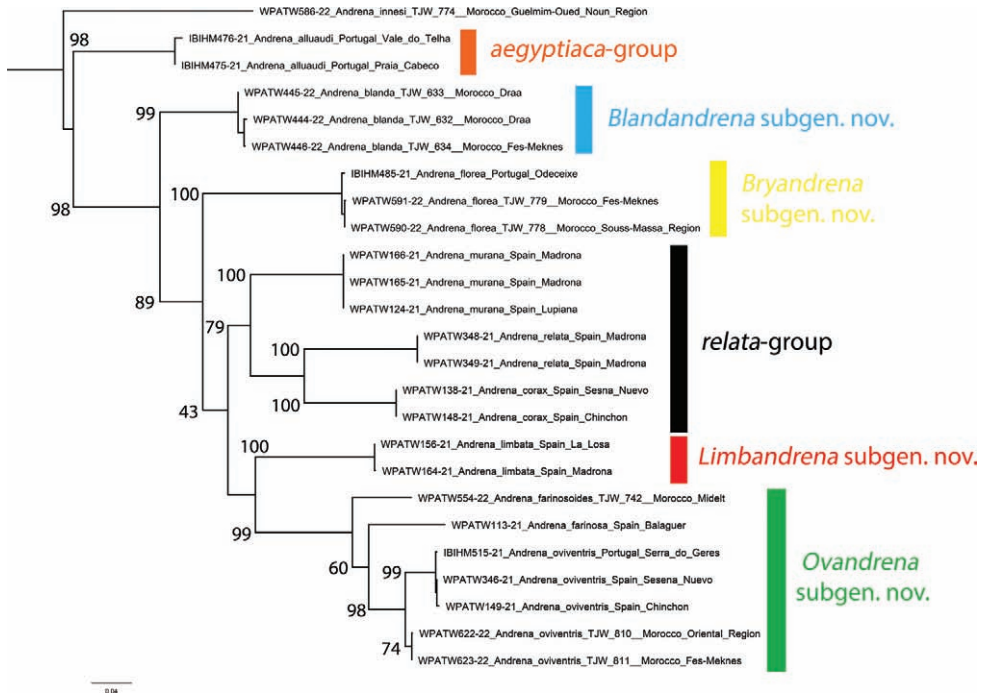 WPATW586-22_Andrena_innesi_TJW_774__Morocco_Guelmim-Oued_Noun_Region
98
IBIHM476-21_Andrena_alluaudi_Portugal_Vale_do_Telha
IBIHM475-21_Andrena_alluaudi_Portugal_Praia_Cabeco
aegyptiaca-group
WPATW445-22_Andrena_blanda_TJW_633__Morocco_Draa
99
WPATW444-22_Andrena_blanda_TJW_632__Morocco_Draa
WPATW446-22_Andrena_blanda_TJW_634__Morocco_Fes-Meknes
Blandandrena subgen. nov.
98
IBIHM485-21_Andrena_florea_Portugal_Odeceixe
100
WPATW591-22_Andrena_florea_TJW_779__Morocco_Fes-Meknes
WPATW590-22_Andrena_florea_TJW_778__Morocco_Souss-Massa_Region
Bryandrena
subgen. nov.
89
WPATW166-21_Andrena_murana_Spain_Madrona
100
WPATW165-21_Andrena_murana_Spain_Madrona
WPATW124-21_Andrena_murana_Spain_Lupiana
79
WPATW348-21_Andrena_relata_Spain_Madrona
100
WPATW349-21_Andrena_relata_Spain_Madrona
WPATW138-21_Andrena_corax_Spain_Sesna_Nuevo
100
WPATW148-21_Andrena_corax_Spain_Chinchon
relata-group
43
WPATW156-21_Andrena_limbata_Spain_La_Losa
100
WPATW164-21_Andrena_limbata_Spain_Madrona
Limbandrena subgen. nov.
99
WPATW554-22_Andrena_farinosoides_TJW_742__Morocco_Midelt
WPATW113-21_Andrena_farinosa_Spain_Balaguer
60
IBIHM515-21_Andrena_oviventris_Portugal_Serra_do_Geres
99
WPATW346-21_Andrena_oviventris_Spain_Sesena_Nuevo
WPATW149-21_Andrena_oviventris_Spain_Chinchon
98
WPATW622-22_Andrena_oviventris_TJW_810__Morocco_Oriental_Region
74
WPATW623-22_Andrena_oviventris_TJW_811__Morocco_Fes-Meknes
Ovandrena
subgen. nov.
0.04